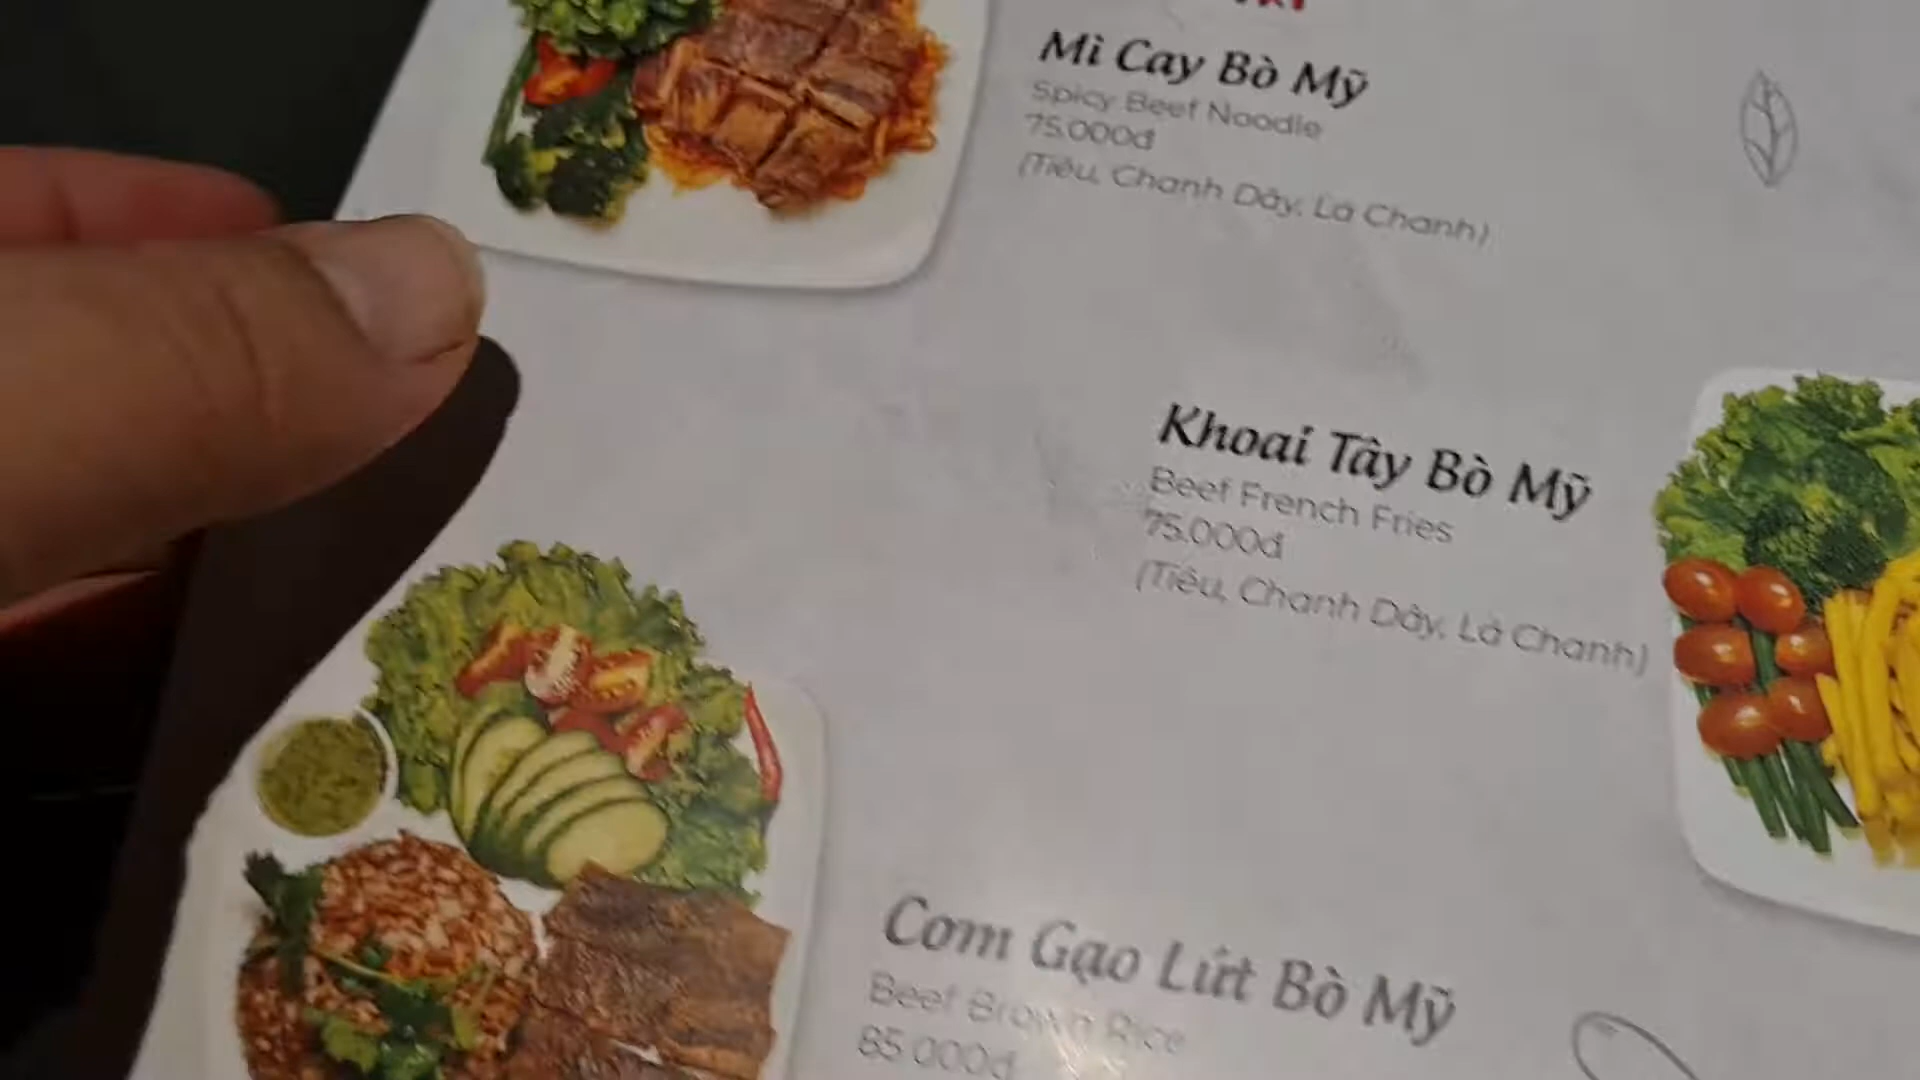 Mì Cay Bò Mỹ
Spicy Beef Noodle
75.000đ
(Tiêu, Chanh Dây, Lá Chanh)
Khoai Tây Bò Mỹ
Beef French Fries
75.000đ
(Tiêu, Chanh Dây, Lá Chanh)
Cơm Gạo Lứt Bò Mỹ
Beef Brown Rice
85.000đ